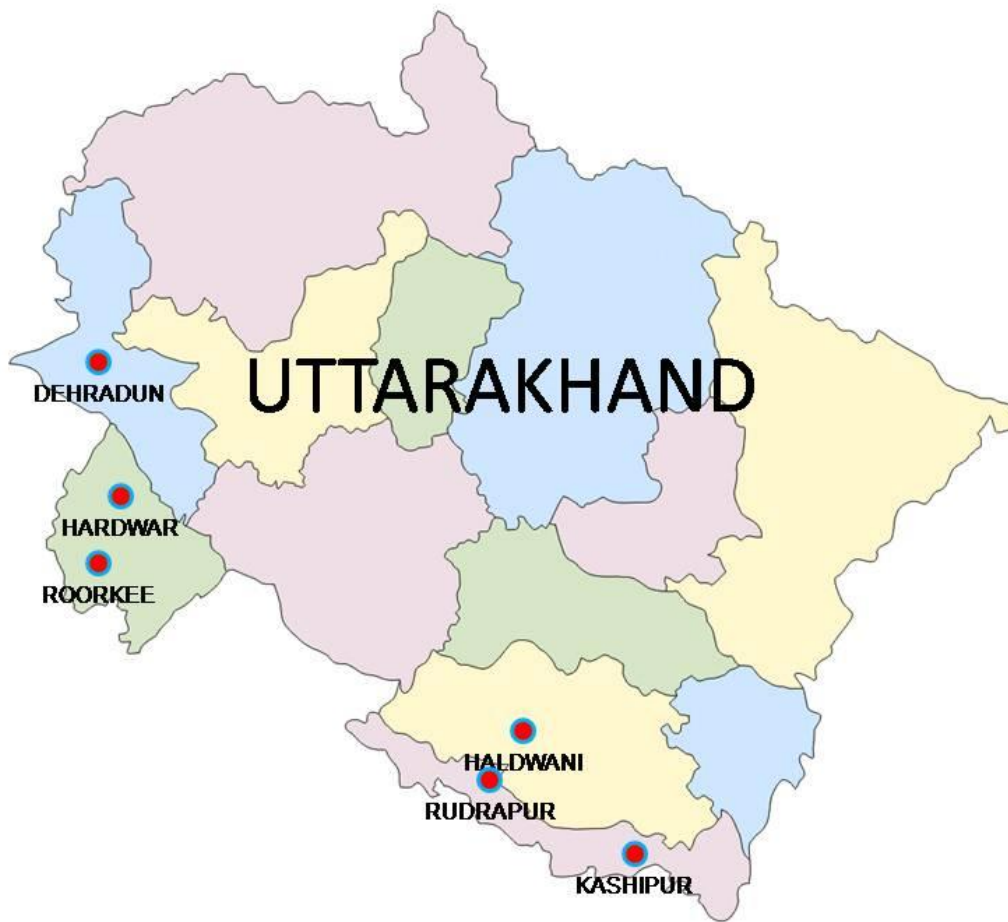 UTTARAKHAND
DEHRADUN
HARDWAR
ROORKEE
HALDWANI
RUDRAPUR
KASHIPUR